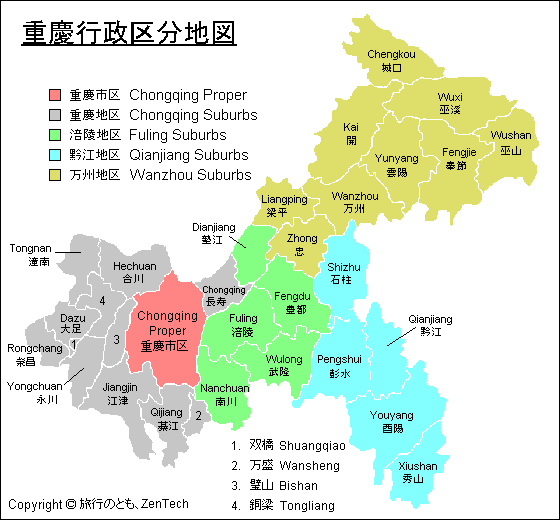 重慶行政区分地図
重慶市区 Chongqing Proper
重慶地区 Chongqing Suburbs
涪陵地区 Fuling Suburbs
黔江地区 Qianjiang Suburbs
万州地区 Wanzhou Suburbs
Chengkou
城口
Wuxi
巫溪
Kai
開
Wushan
巫山
Fengjie
奉節
Yunyang
雲陽
Wanzhou
万州
Liangping
梁平
Dianjiang
墊江
Zhong
忠
Tongnan
潼南
Hechuan
合川
Shizhu
石柱
Chongqing
長寿
Fengdu
豊都
4
Dazu
大足
1
3
Chongqing
Proper
重慶市区
Fuling
涪陵
Qianjiang
黔江
Rongchang
栄昌
Pengshui
彭水
Wulong
武隆
Yongchuan
永川
Jiangjin
江津
Nanchuan
南川
Qijiang
綦江
2
Youyang
酉陽
Xiushan
秀山
1. 双橋 Shuangqiao
2. 万盛 Wansheng
3. 璧山 Bishan
4. 銅梁 Tongliang
Copyright © 旅行のとも、ZenTech